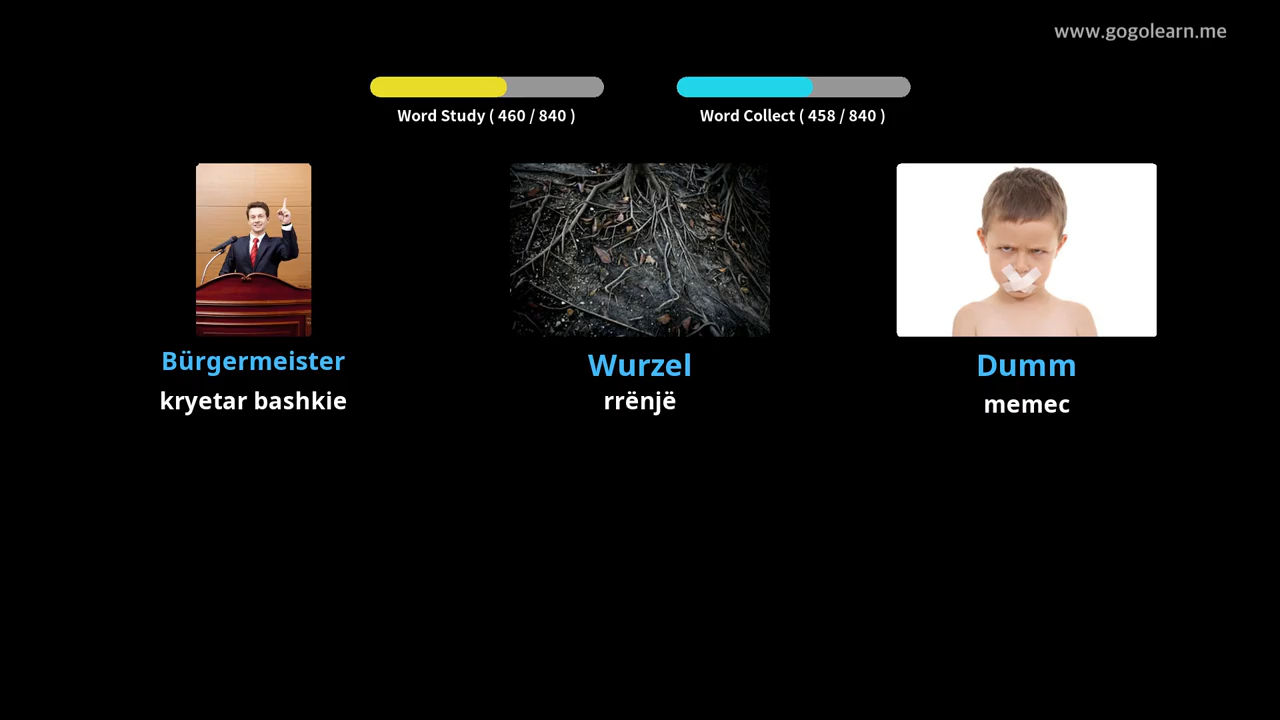 www.gogolearn.me
Word Study ( 460 / 840 )
Word Collect ( 458 / 840 )
Bürgermeister
kryetar bashkie
Wurzel
rrënjë
Dumm
memec